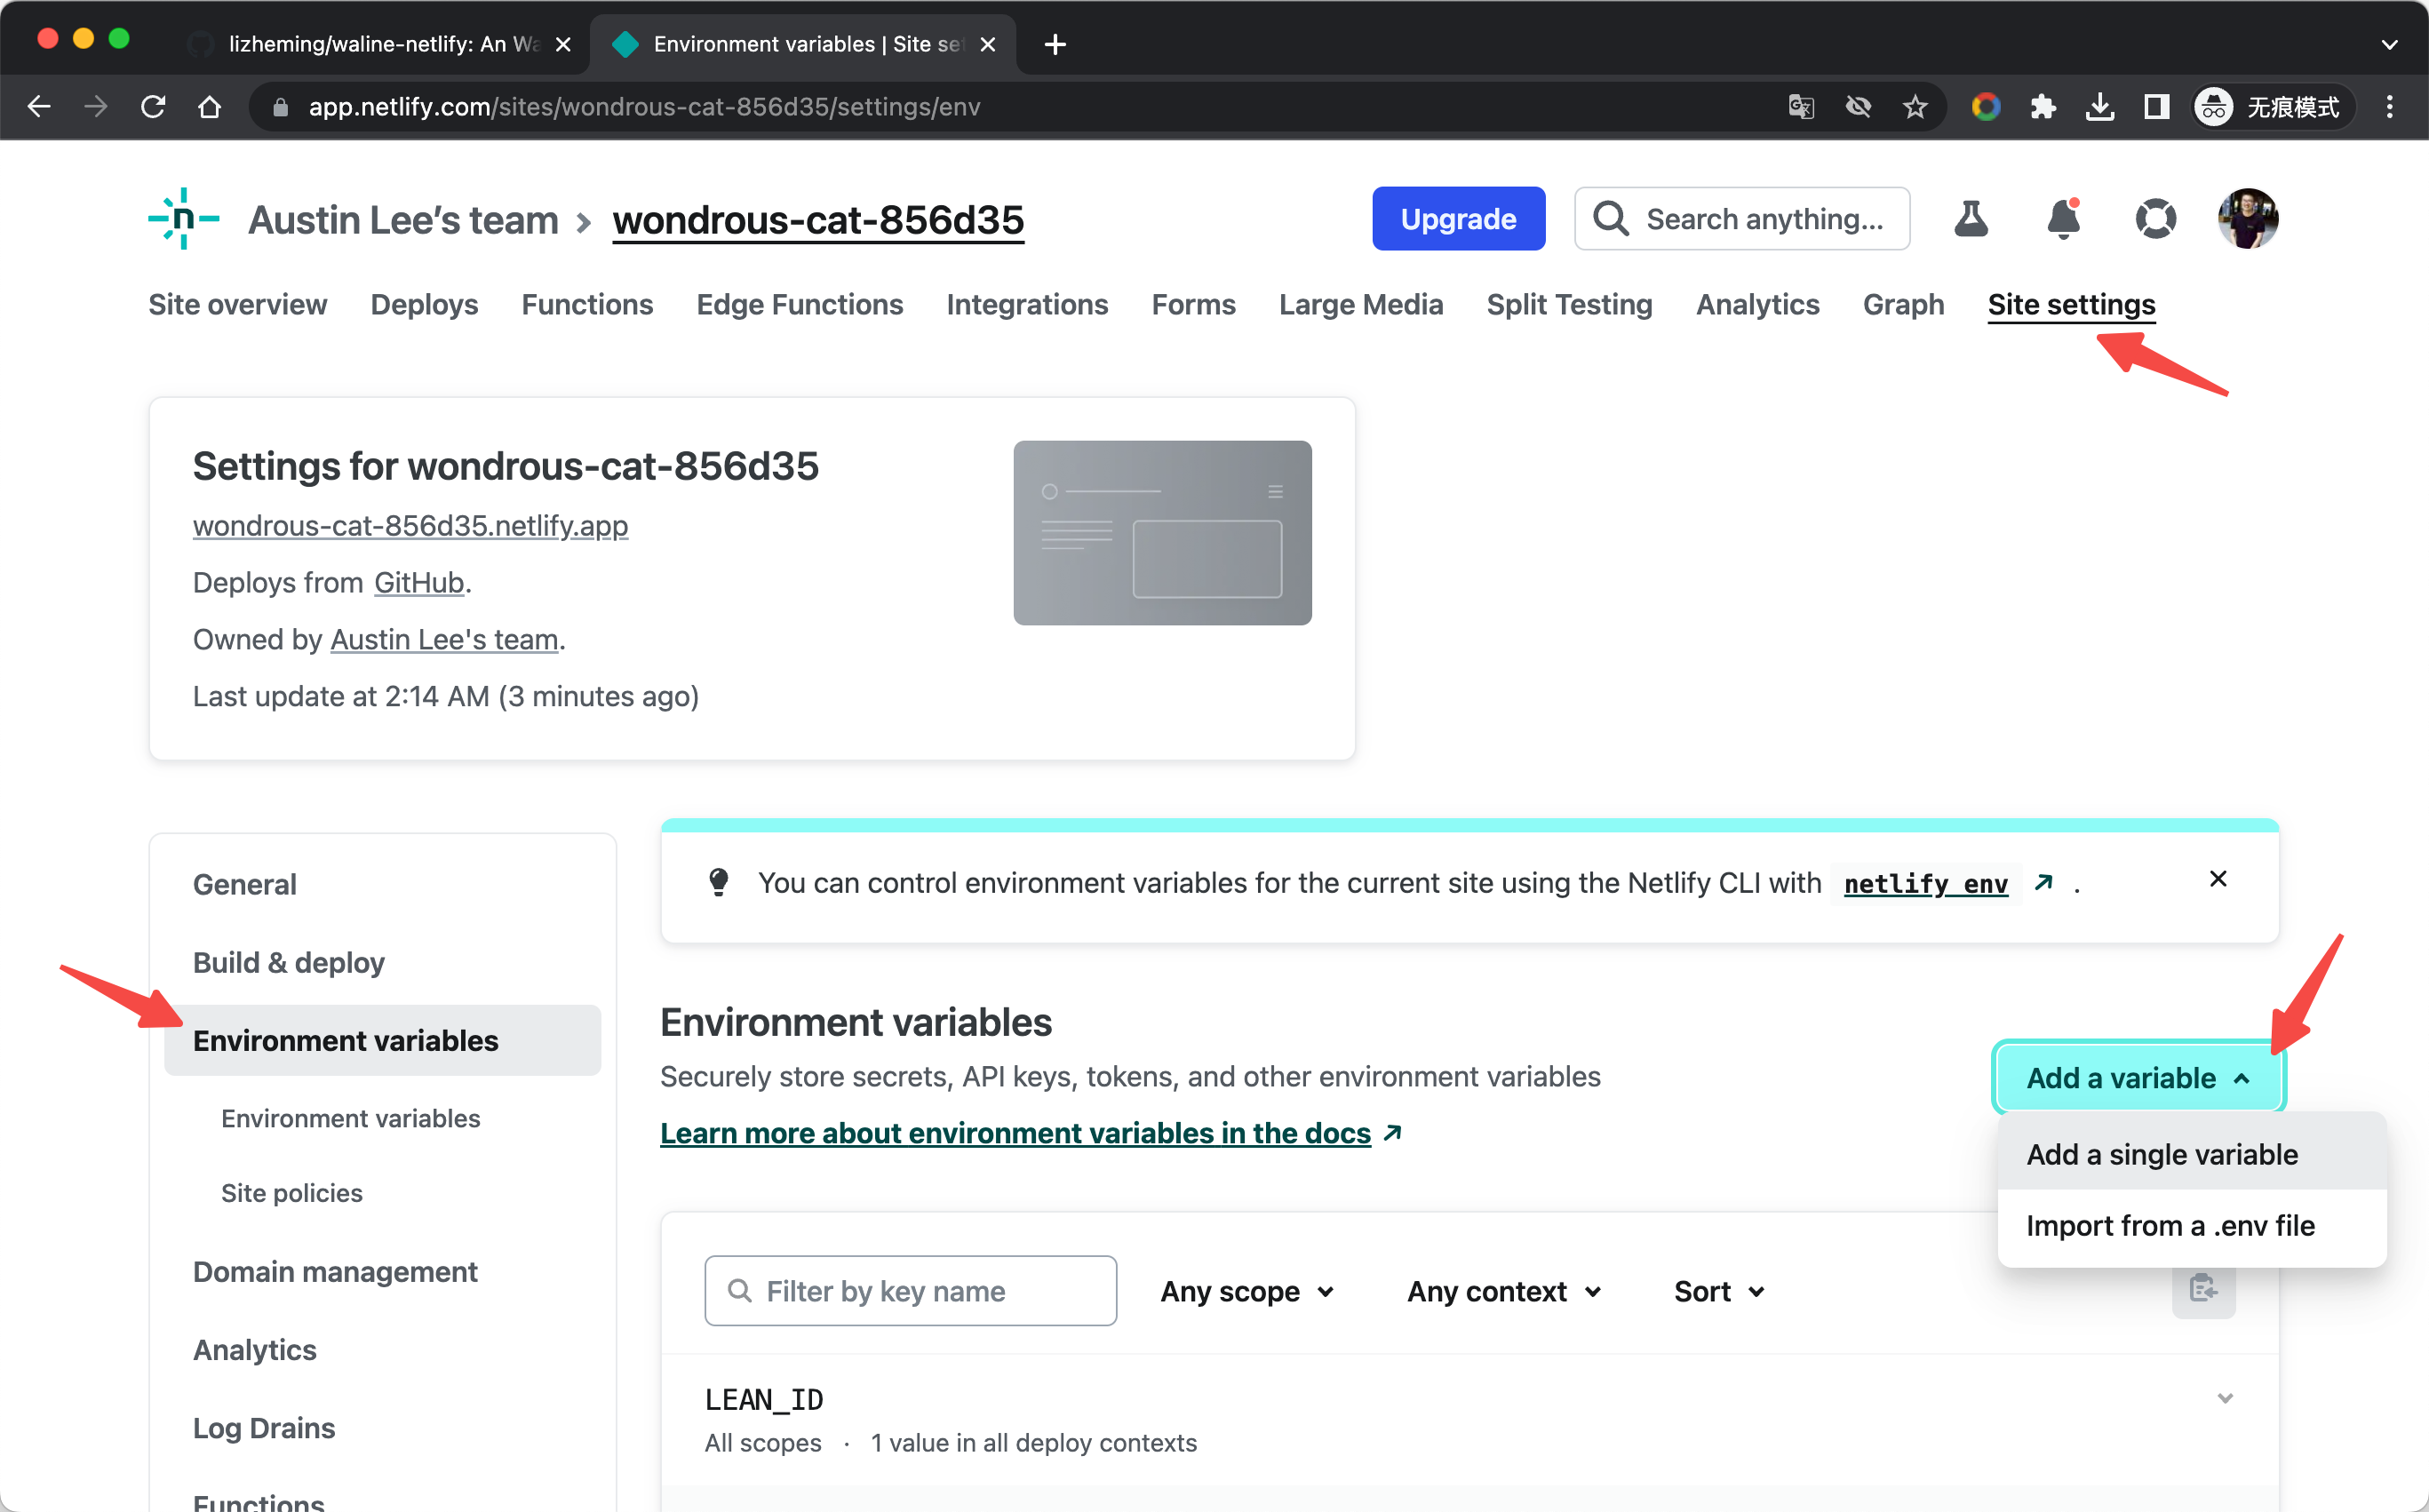 lizheming/waline-netlify: An Wa
Environment variables | Site set
app.netlify.com/sites/wondrous-cat-856d35/settings/env
无痕模式
Austin Lee’s team
wondrous-cat-856d35
Upgrade
Search anything...
Site overview
Deploys
Functions
Edge Functions
Integrations
Forms
Large Media
Split Testing
Analytics
Graph
Site settings
Settings for wondrous-cat-856d35
wondrous-cat-856d35.netlify.app
Deploys from GitHub.
Owned by Austin Lee's team.
Last update at 2:14 AM (3 minutes ago)
General
Build & deploy
Environment variables
Environment variables
Site policies
Domain management
Analytics
Log Drains
Functions
You can control environment variables for the current site using the Netlify CLI with netlify env .
Environment variables
Securely store secrets, API keys, tokens, and other environment variables
Learn more about environment variables in the docs
Add a variable
Add a single variable
Import from a .env file
Filter by key name
Any scope
Any context
Sort
LEAN_ID
All scopes · 1 value in all deploy contexts